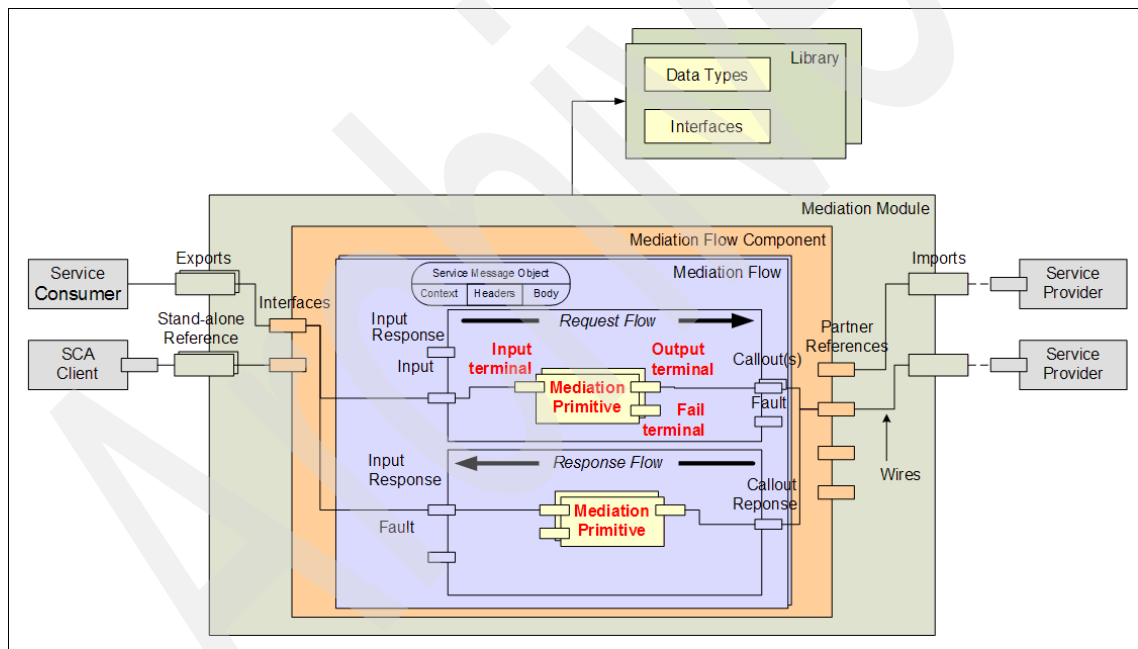 Library
Data Types
Interfaces
Mediation Module
Mediation Flow Component
Exports
Imports
Service
Consumer
Service Message Object
Mediation Flow
Context
Headers
Body
Service
Provider
Interfaces
Stand-alone
Reference
Input
Response
Request Flow
Partner
References
SCA
Client
Input
Input
terminal
Output
terminal
Callout(s)
Service
Provider
Mediation
Primitive
Fail
terminal
Fault
Input
Response
Response Flow
Wires
Callout
Reponse
Mediation
Primitive
Fault